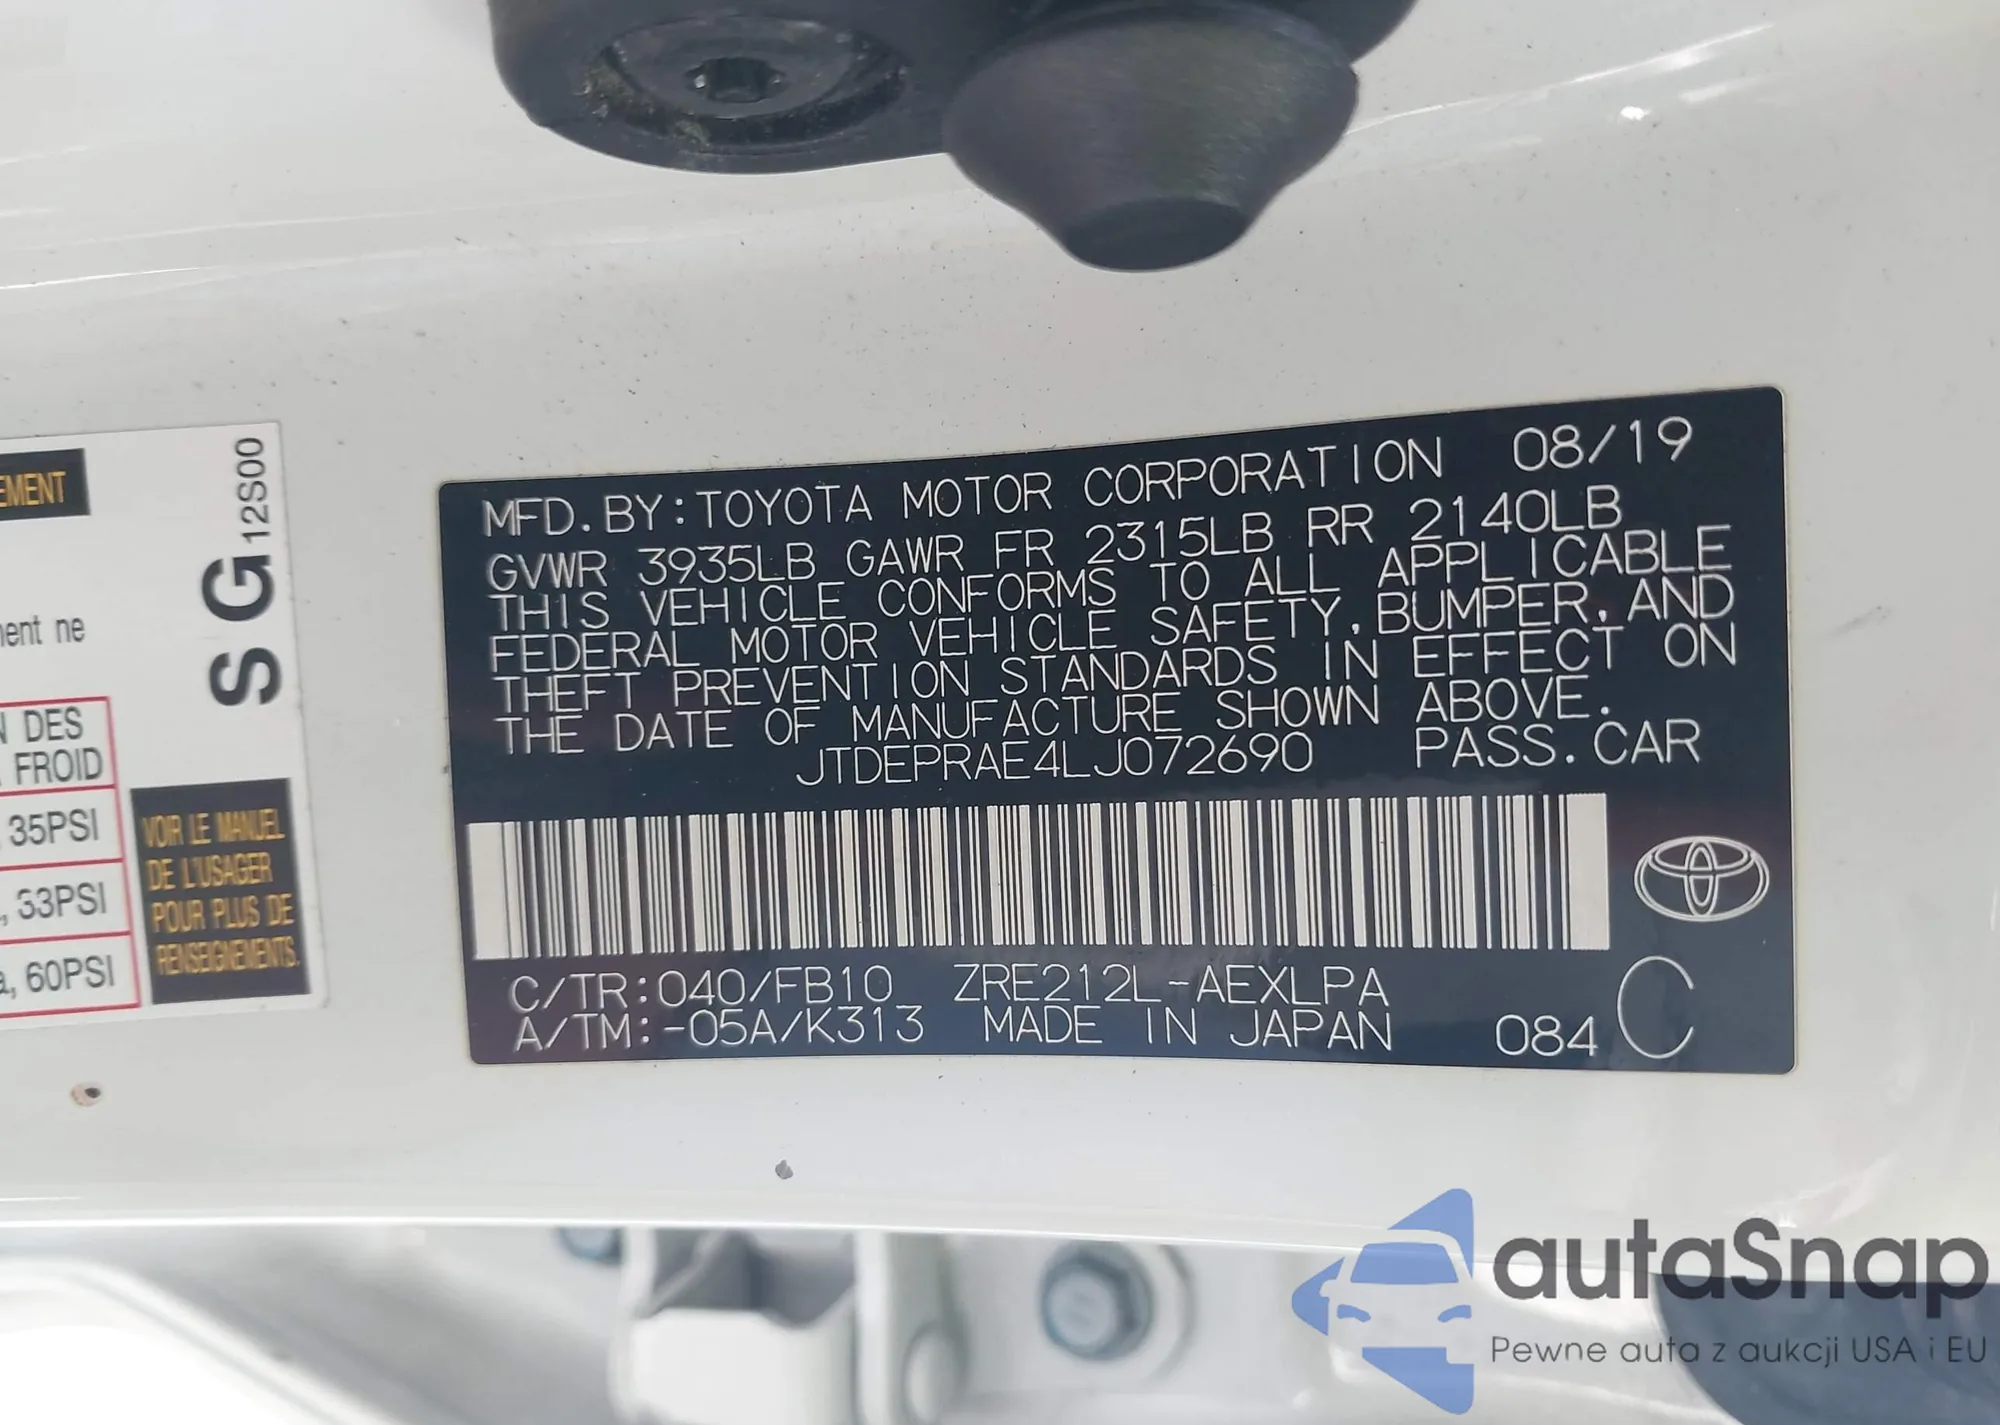 MFD. BY: TOYOTA MOTOR CORPORATION 08/19
GVWR 3935LB GAWR FR 2315LB RR 2140LB
THIS VEHICLE CONFORMS TO ALL APPLICABLE
FEDERAL MOTOR VEHICLE SAFETY, BUMPER, AND
THEFT PREVENTION STANDARDS IN EFFECT ON
THE DATE OF MANUFACTURE SHOWN ABOVE.
JTDEPRAE4LJ072690 PASS. CAR
C/TR: 040/FB10 ZRE212L-AEXLPA
A/TM: -05A/K313 MADE IN JAPAN 084 C
SG12S00
ne
DES
FROID
35PSI
33PSI
60PSI
VOIR LE MANUEL
DE L'USAGER
POUR PLUS DE
RENSEIGNEMENTS.
autaSnap
Pewne auta z aukcji USA i EU